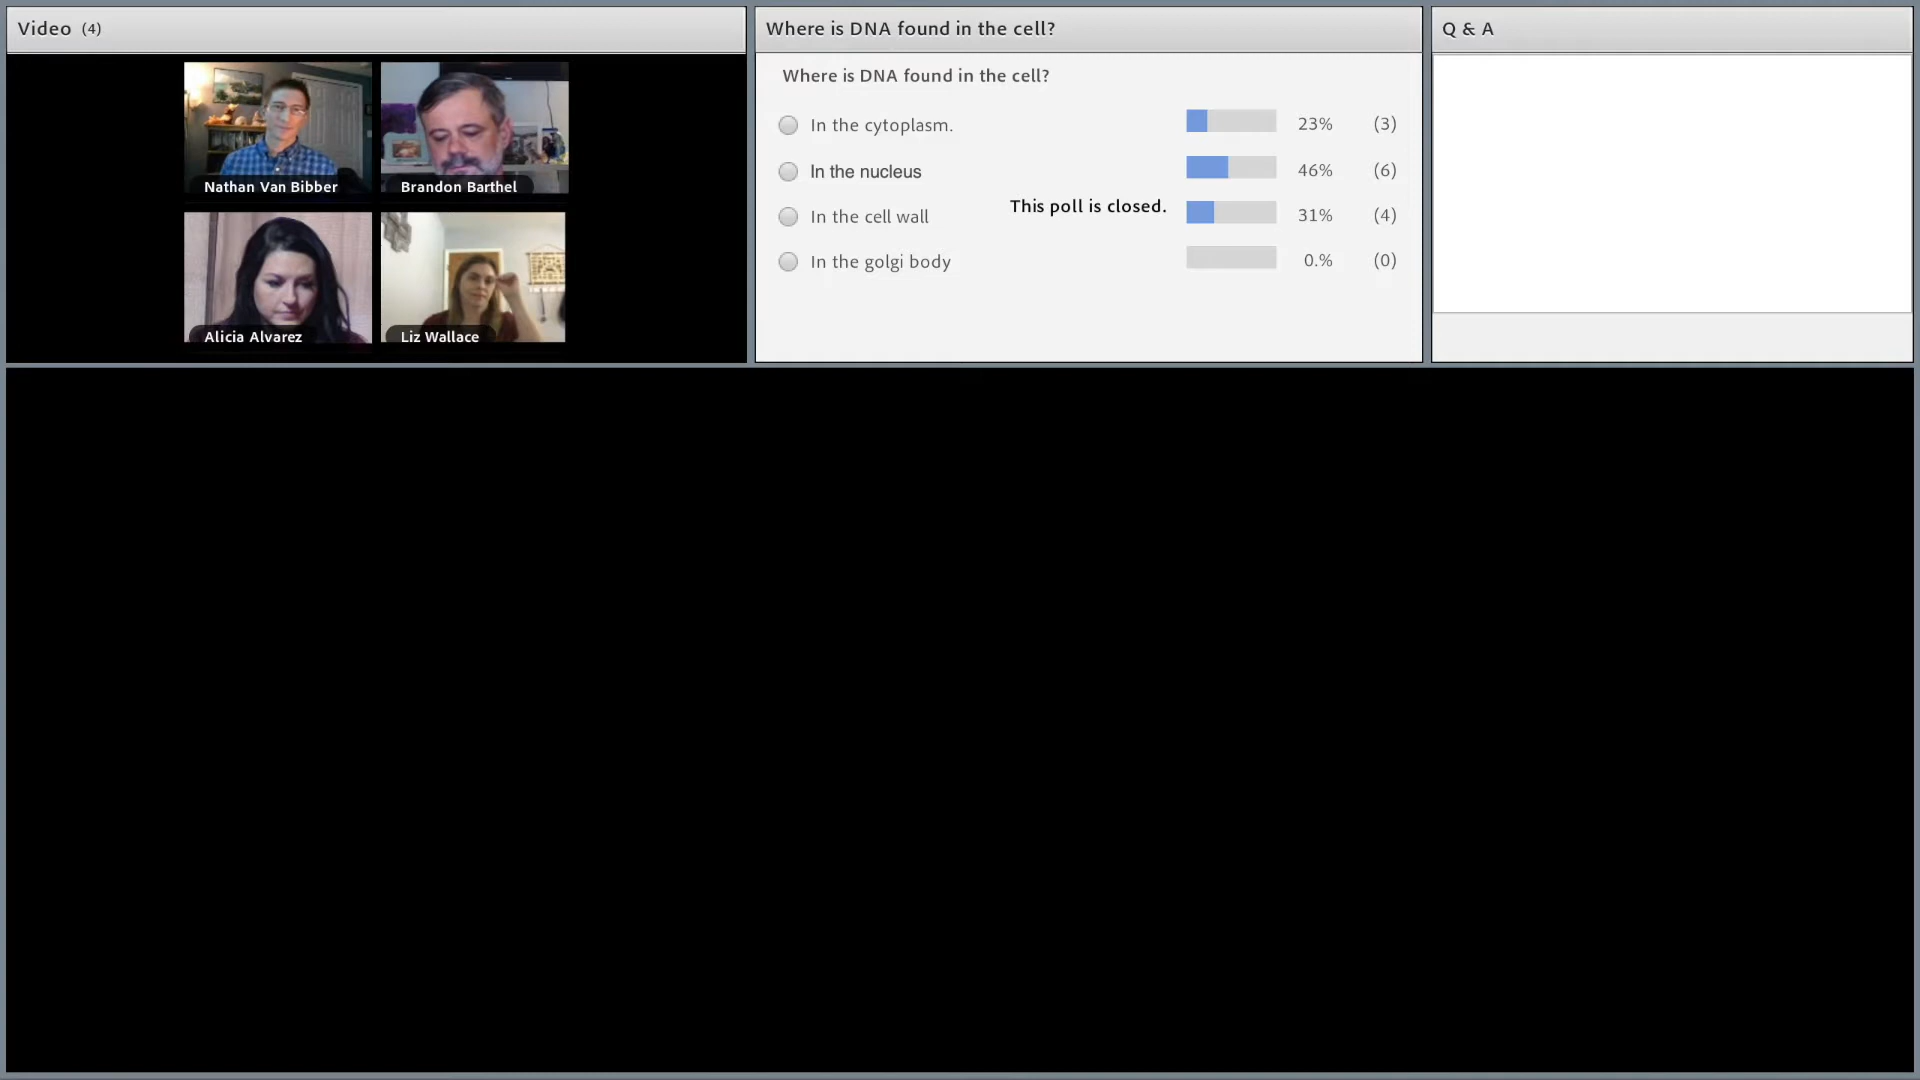 Video (4)
Nathan Van Bibber
Brandon Barthel
Alicia Alvarez
Liz Wallace
Where is DNA found in the cell?
Where is DNA found in the cell?
In the cytoplasm. 23% (3)
In the nucleus 46% (6)
In the cell wall 31% (4)
This poll is closed.
In the golgi body 0.% (0)
Q & A